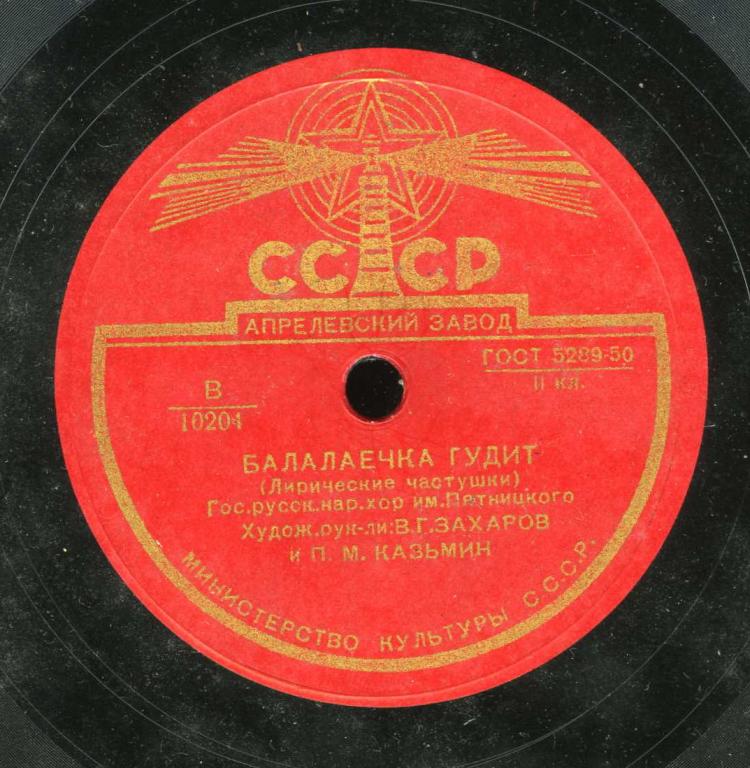 СССР
АПРЕЛЕВСКИЙ ЗАВОД
ГОСТ 5289-50
II кл.
В
10204
БАЛАЛАЕЧКА ГУДИТ
(Лирические частушки)
Гос.русск.нар.хор им.Пятницкого
Худож.рук-ли:В.Г.ЗАХАРОВ
и П. М. КАЗЬМИН
МИНИСТЕРСТВО КУЛЬТУРЫ С.С.С.Р.